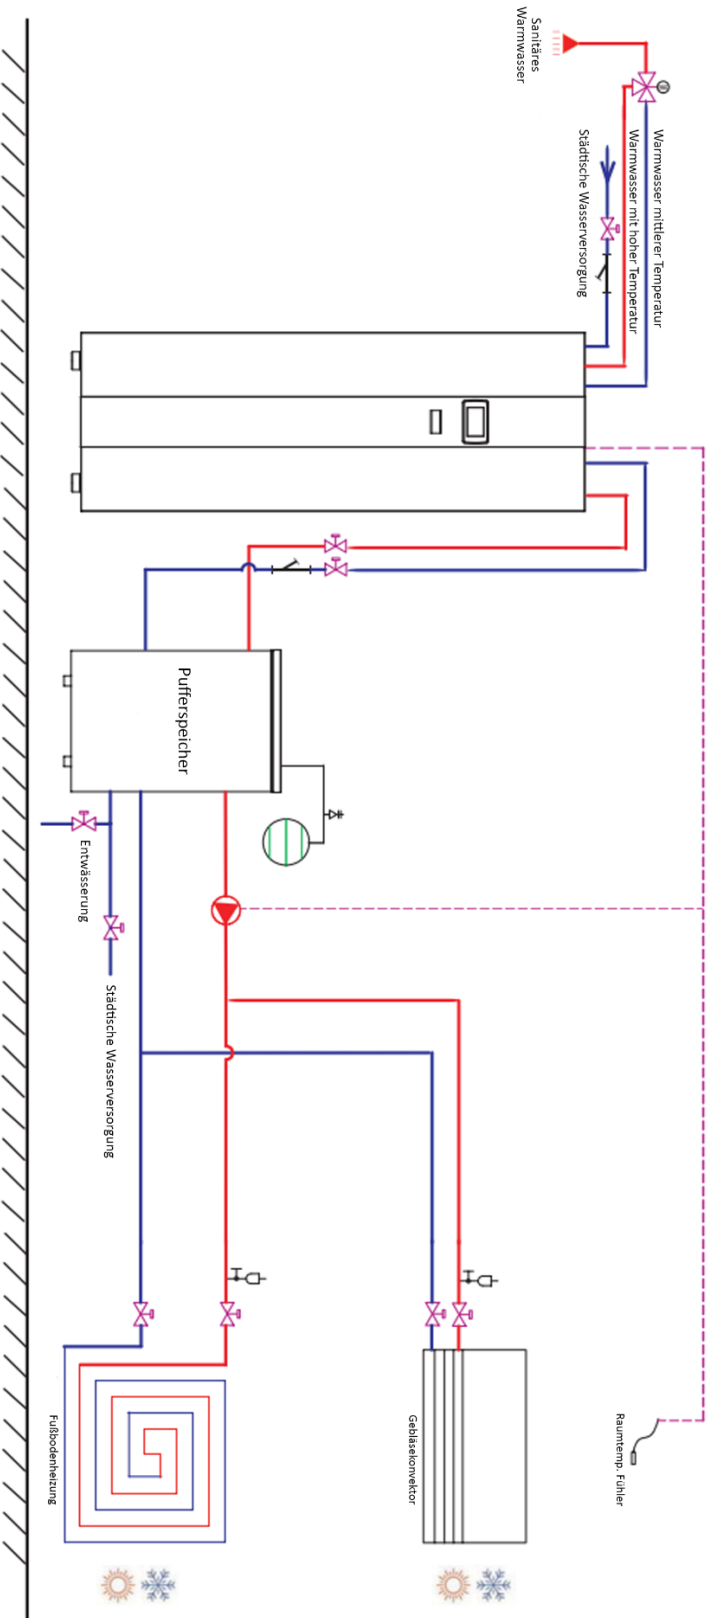 Sanitäres
Warmwasser
Warmwasser mittlerer Temperatur
Warmwasser mit hoher Temperatur
Städtische Wasserversorgung
Pufferspeicher
Entwässerung
Städtische Wasserversorgung
Raumtemp. Fühler
Gebläsekonvektor
Fußbodenheizung